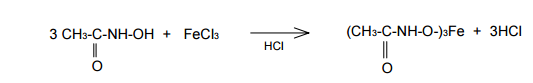 3 CH₃-C-NH-OH + FeCl₃ HCl (CH₃-C-NH-O-)₃Fe + 3HCl
O O